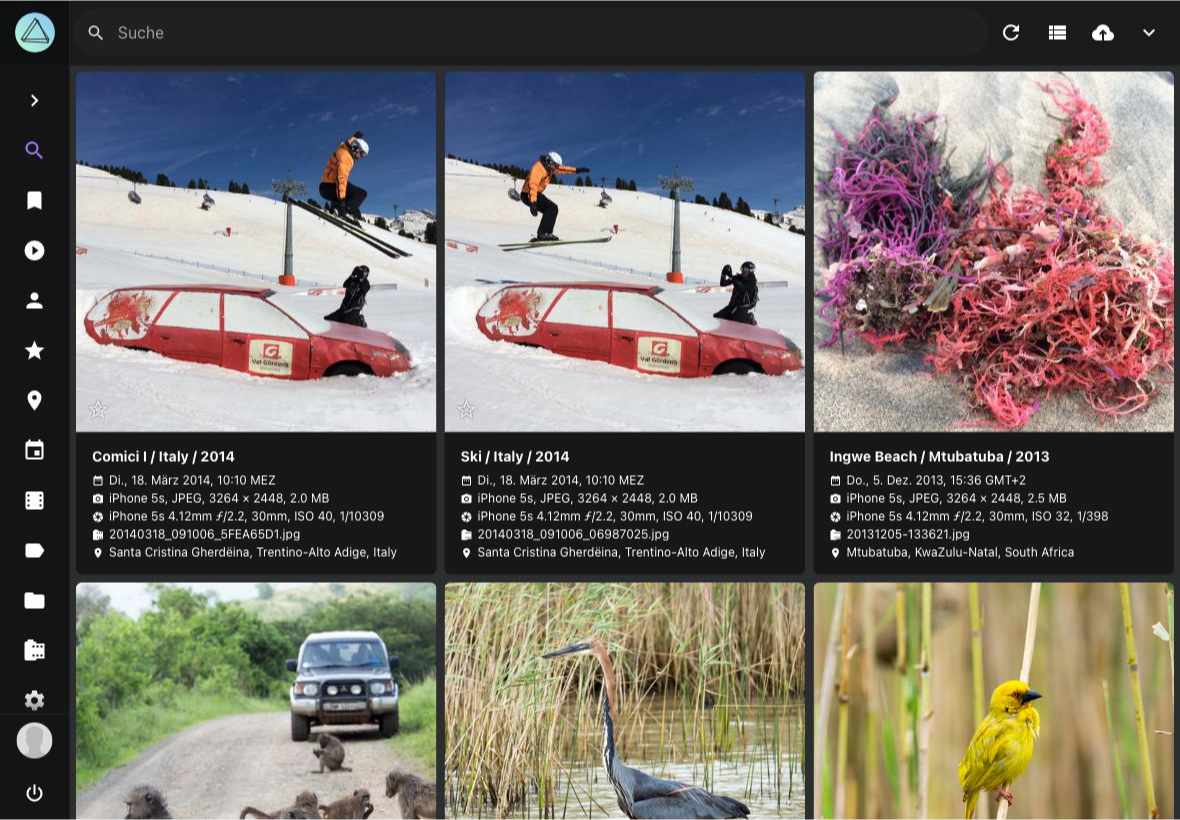 Suche
Val Gardena
Val Gardena
Comici I / Italy / 2014
Di., 18. März 2014, 10:10 MEZ
iPhone 5s, JPEG, 3264 × 2448, 2.0 MB
iPhone 5s 4.12mm ƒ/2.2, 30mm, ISO 40, 1/10309
20140318_091006_5FEA65D1.jpg
Santa Cristina Gherdëina, Trentino-Alto Adige, Italy
Ski / Italy / 2014
Di., 18. März 2014, 10:10 MEZ
iPhone 5s, JPEG, 3264 × 2448, 2.0 MB
iPhone 5s 4.12mm ƒ/2.2, 30mm, ISO 40, 1/10309
20140318_091006_06987025.jpg
Santa Cristina Gherdëina, Trentino-Alto Adige, Italy
Ingwe Beach / Mtubatuba / 2013
Do., 5. Dez. 2013, 15:36 GMT+2
iPhone 5s, JPEG, 3264 × 2448, 2.5 MB
iPhone 5s 4.12mm ƒ/2.2, 30mm, ISO 32, 1/398
20131205-133621.jpg
Mtubatuba, KwaZulu-Natal, South Africa